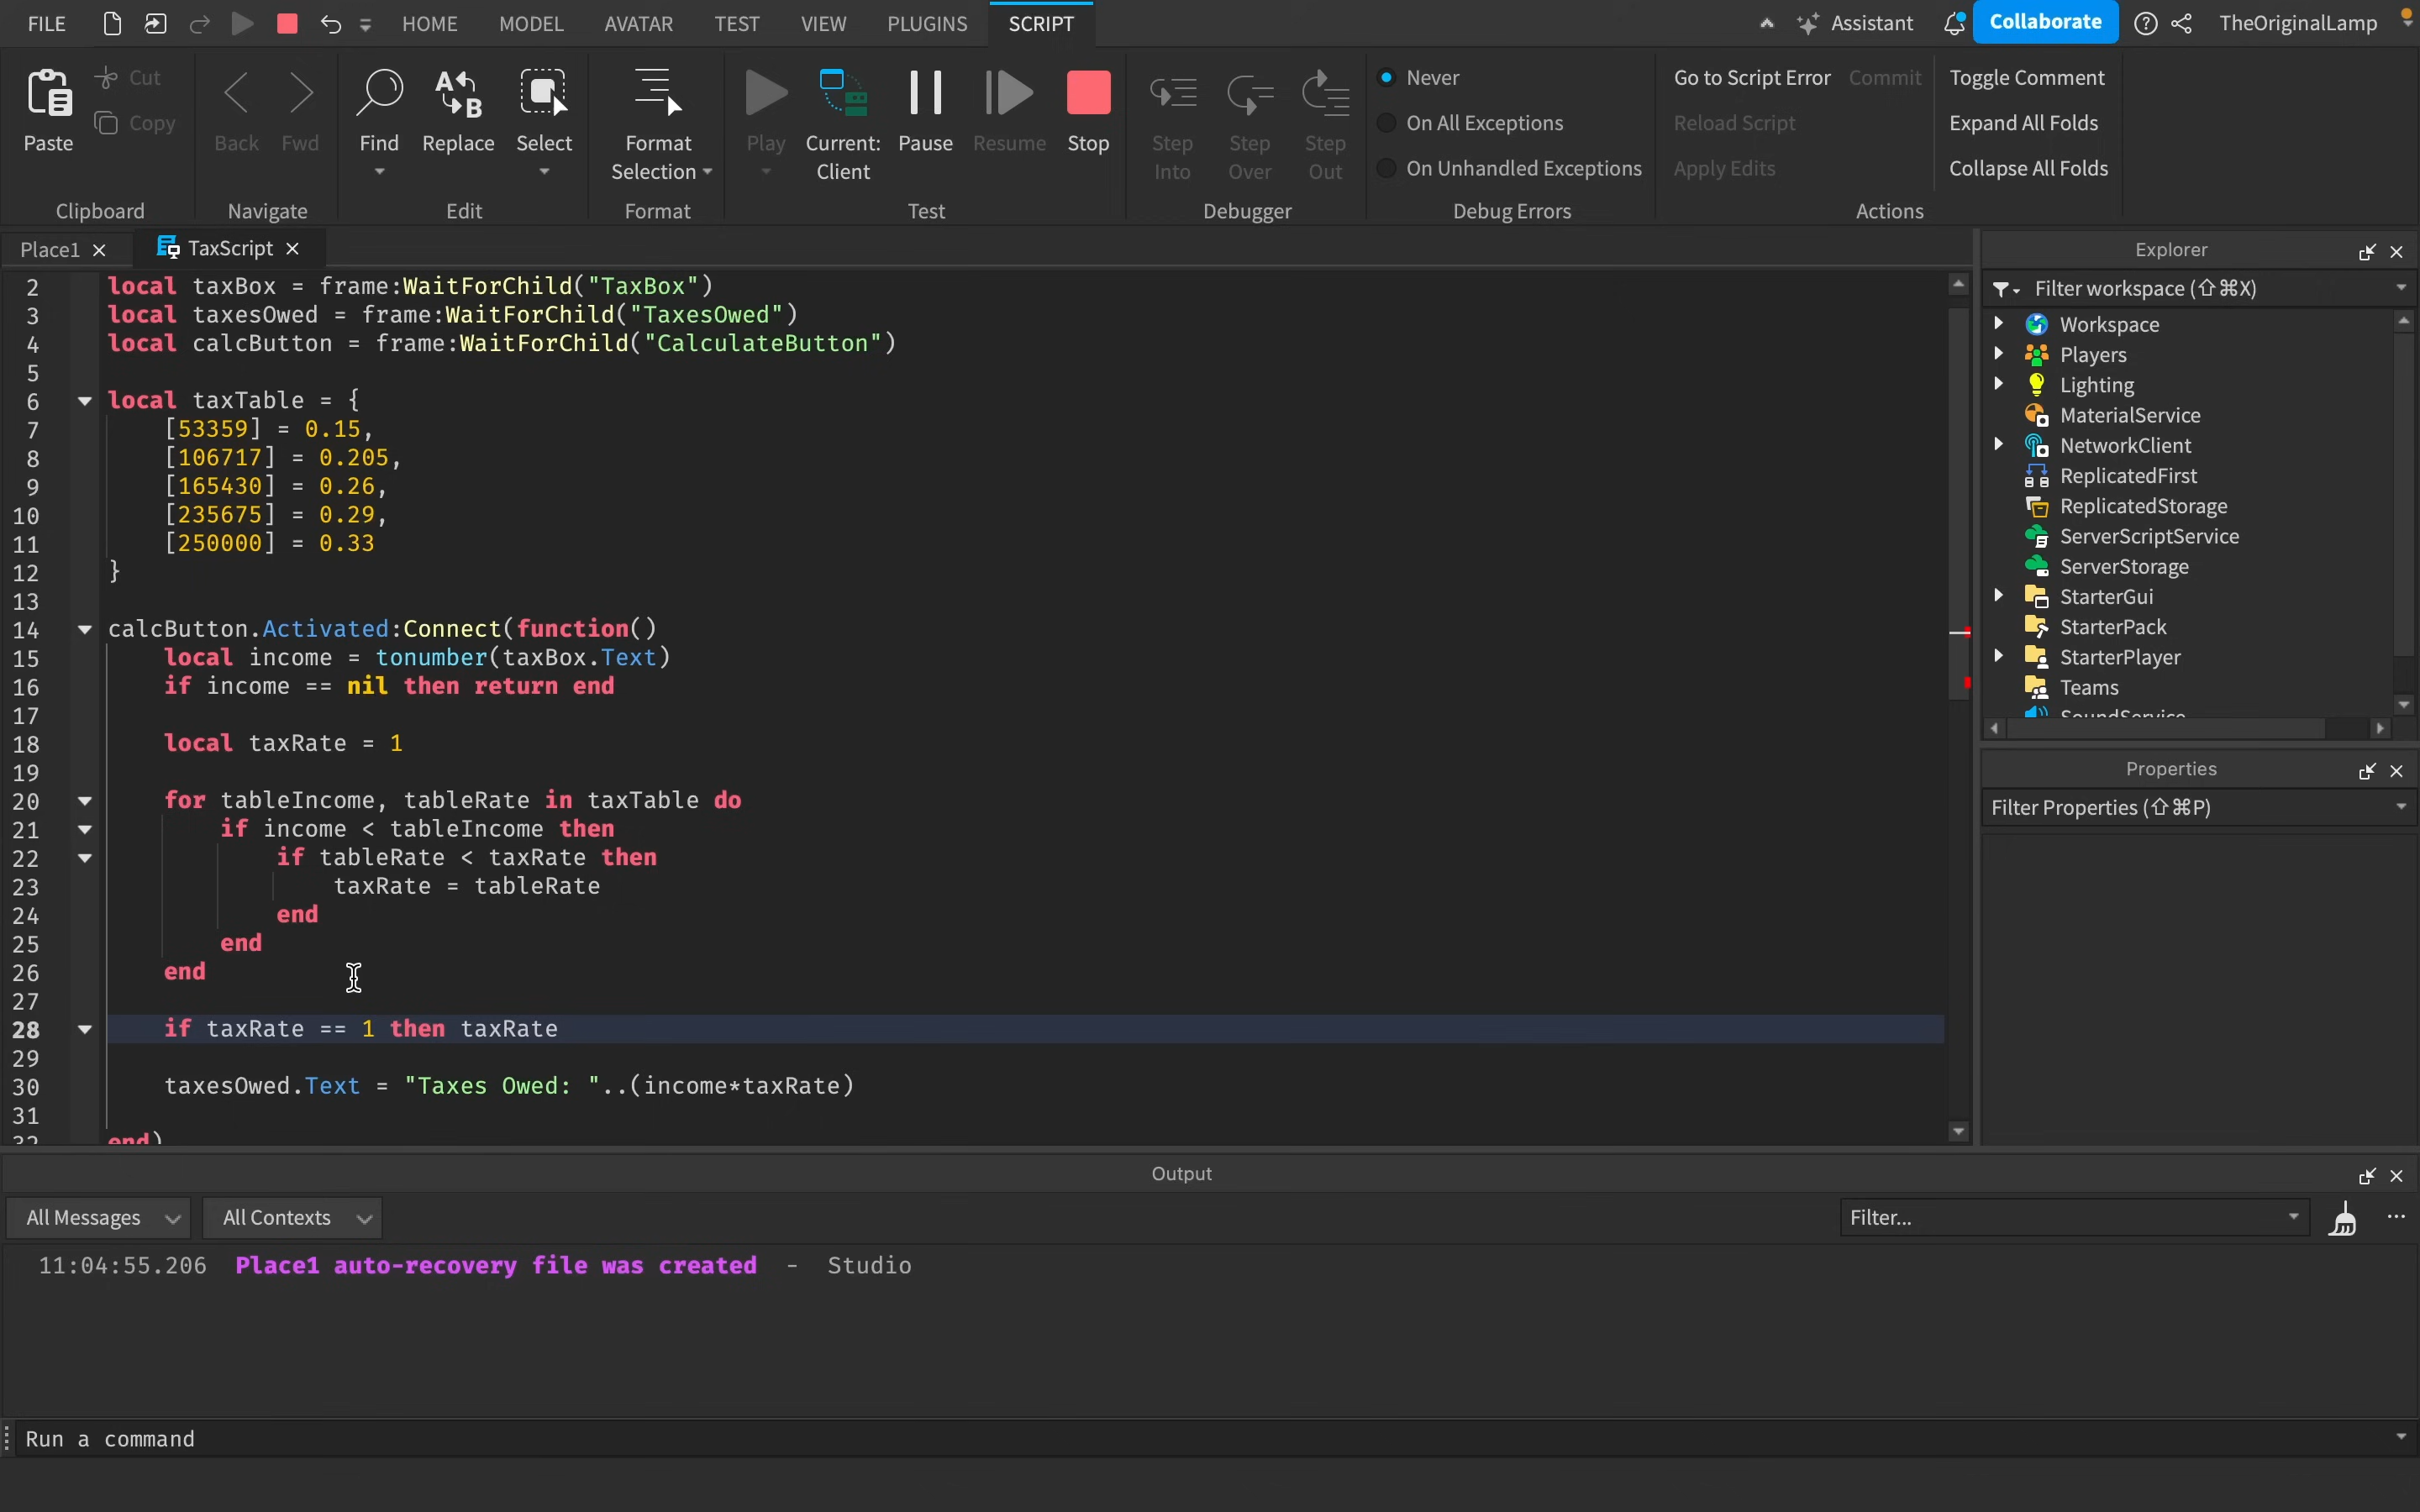 FILE HOME MODEL AVATAR TEST VIEW PLUGINS SCRIPT Assistant Collaborate TheOriginalLamp
Paste Cut Copy Clipboard
Back Fwd Navigate
Find Replace Select Edit
Format Selection Format
Play Current: Client Pause Resume Stop Test
Step Into Step Over Step Out Debugger
Never
On All Exceptions
On Unhandled Exceptions
Debug Errors
Go to Script Error Commit Toggle Comment
Reload Script Expand All Folds
Apply Edits Collapse All Folds
Actions
Place1 TaxScript
2 local taxBox = frame:WaitForChild("TaxBox")
3 local taxesOwed = frame:WaitForChild("TaxesOwed")
4 local calcButton = frame:WaitForChild("CalculateButton")
5
6 local taxTable = {
7 [53359] = 0.15,
8 [106717] = 0.205,
9 [165430] = 0.26,
10 [235675] = 0.29,
11 [250000] = 0.33
12 }
13
14 calcButton.Activated:Connect(function()
15 local income = tonumber(taxBox.Text)
16 if income == nil then return end
17
18 local taxRate = 1
19
20 for tableIncome, tableRate in taxTable do
21 if income < tableIncome then
22 if tableRate < taxRate then
23 taxRate = tableRate
24 end
25 end
26 end
27
28 if taxRate == 1 then taxRate
29
30 taxesOwed.Text = "Taxes Owed: "..(income*taxRate)
31
32 end)
Explorer
Filter workspace (⇧⌘X)
Workspace
Players
Lighting
MaterialService
NetworkClient
ReplicatedFirst
ReplicatedStorage
ServerScriptService
ServerStorage
StarterGui
StarterPack
StarterPlayer
Teams
SoundService
Properties
Filter Properties (⇧⌘P)
Output
All Messages All Contexts Filter...
11:04:55.206 Place1 auto-recovery file was created - Studio
Run a command